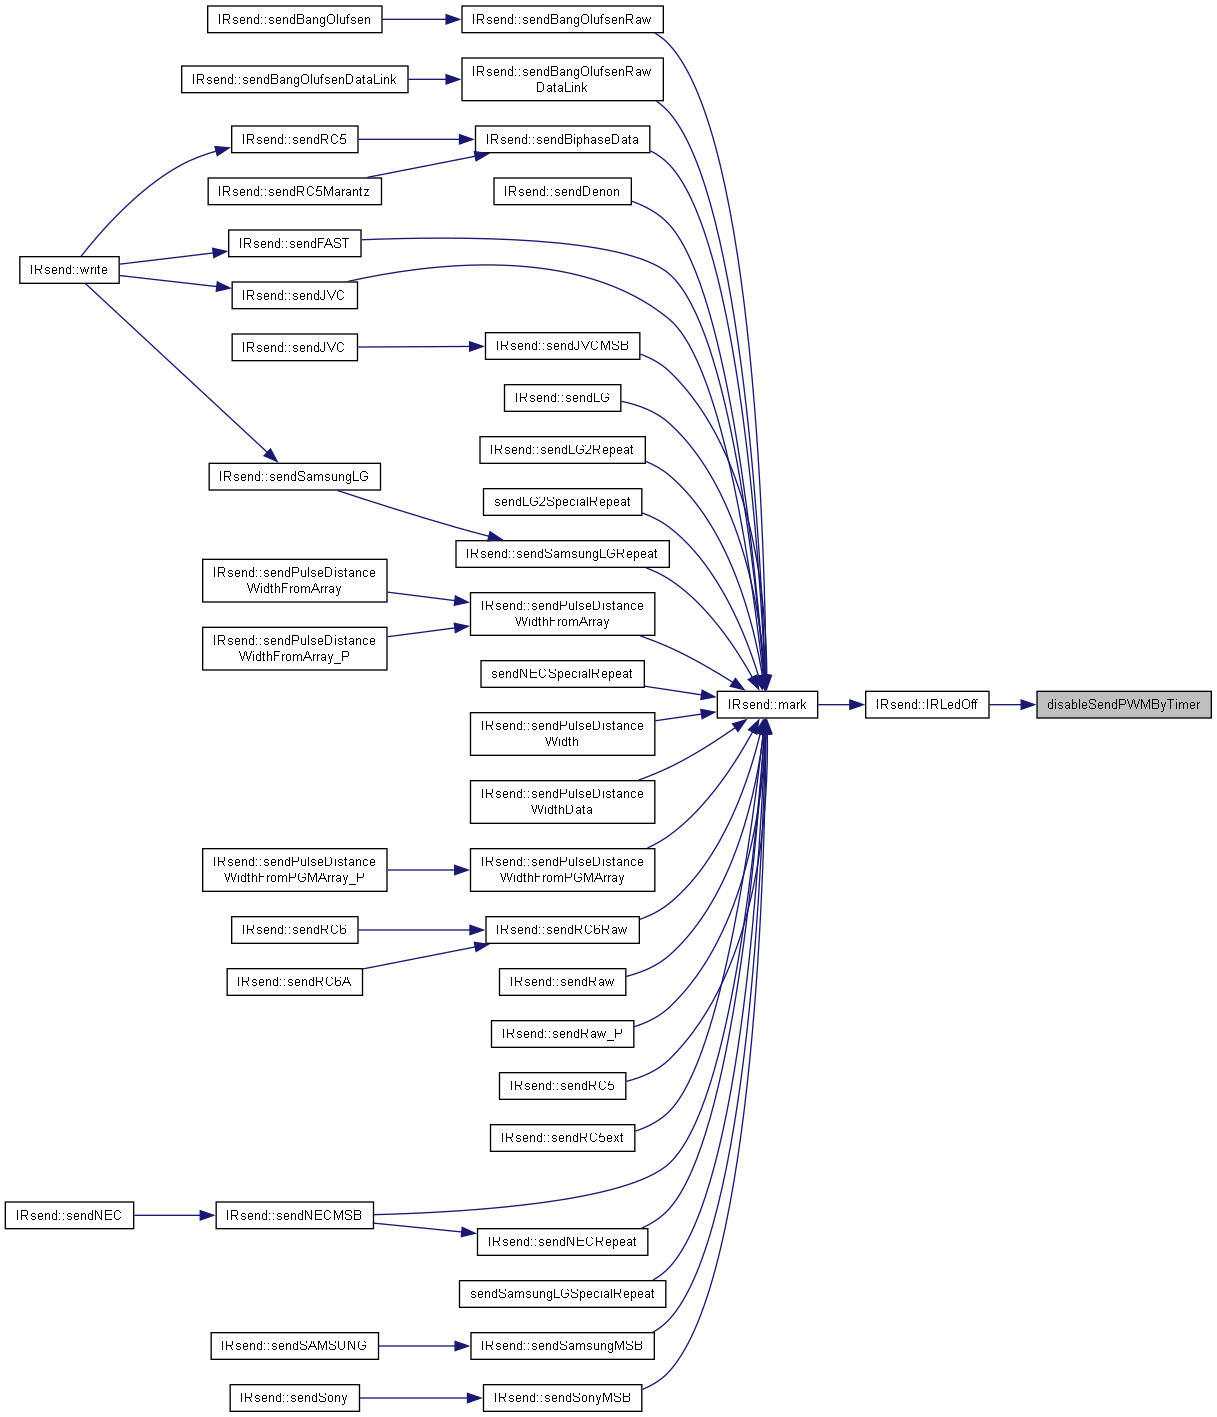 IRsend::sendBangOlufsen
IRsend::sendBangOlufsenRaw
IRsend::sendBangOlufsenDataLink
IRsend::sendBangOlufsenRaw
DataLink
IRsend::sendRC5
IRsend::sendBiphaseData
IRsend::sendRC5Marantz
IRsend::sendDenon
IRsend::sendFAST
IRsend::write
IRsend::sendJVC
IRsend::sendJVC
IRsend::sendJVCMSB
IRsend::sendLG
IRsend::sendLG2Repeat
IRsend::sendSamsungLG
sendLG2SpecialRepeat
IRsend::sendSamsungLGRepeat
IRsend::sendPulseDistance
WidthFromArray
IRsend::sendPulseDistance
WidthFromArray
IRsend::sendPulseDistance
WidthFromArray_P
sendNECSpecialRepeat
IRsend::mark
IRsend::IRLedOff
disableSendPWMByTimer
IRsend::sendPulseDistance
Width
IRsend::sendPulseDistance
WidthData
IRsend::sendPulseDistance
WidthFromPGMArray_P
IRsend::sendPulseDistance
WidthFromPGMArray
IRsend::sendRC6
IRsend::sendRC6Raw
IRsend::sendRC6A
IRsend::sendRaw
IRsend::sendRaw_P
IRsend::sendRC5
IRsend::sendRC5ext
IRsend::sendNEC
IRsend::sendNECMSB
IRsend::sendNECRepeat
sendSamsungLGSpecialRepeat
IRsend::sendSAMSUNG
IRsend::sendSamsungMSB
IRsend::sendSony
IRsend::sendSonyMSB